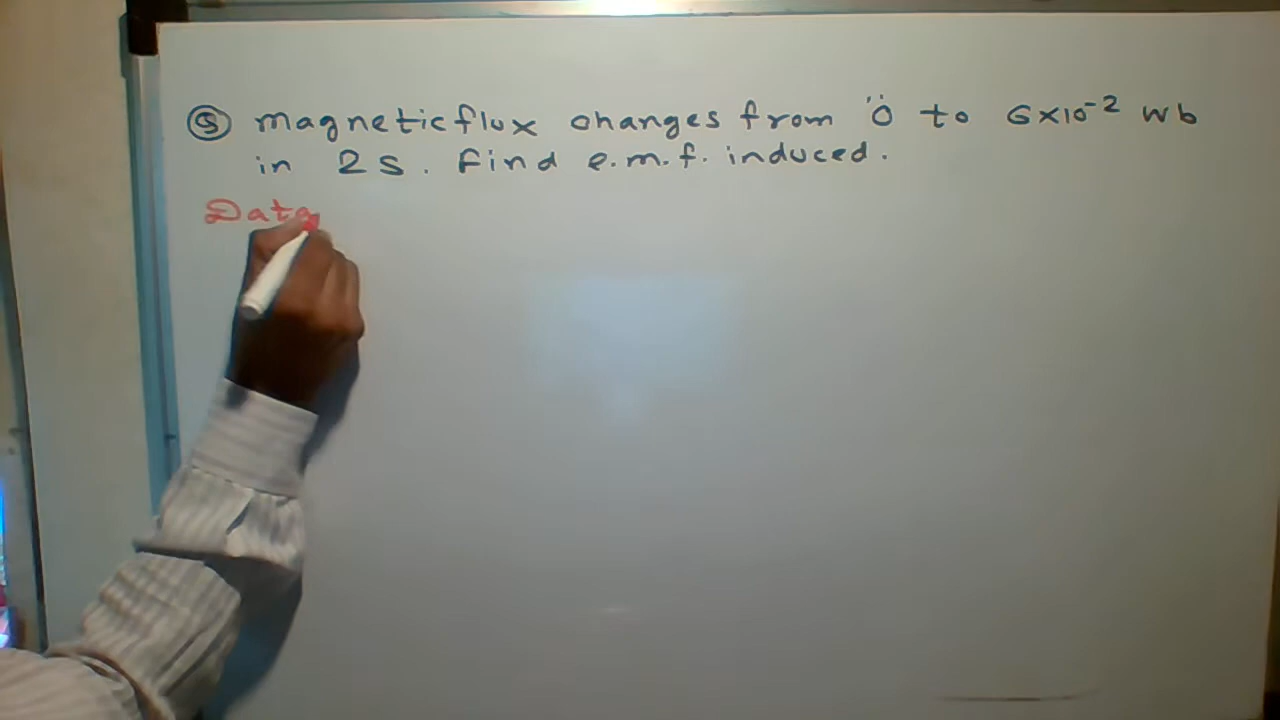 ⑤ magnetic flux changes from "0 to 6×10⁻² wb
in 2s. Find e.m.f. induced.
Data